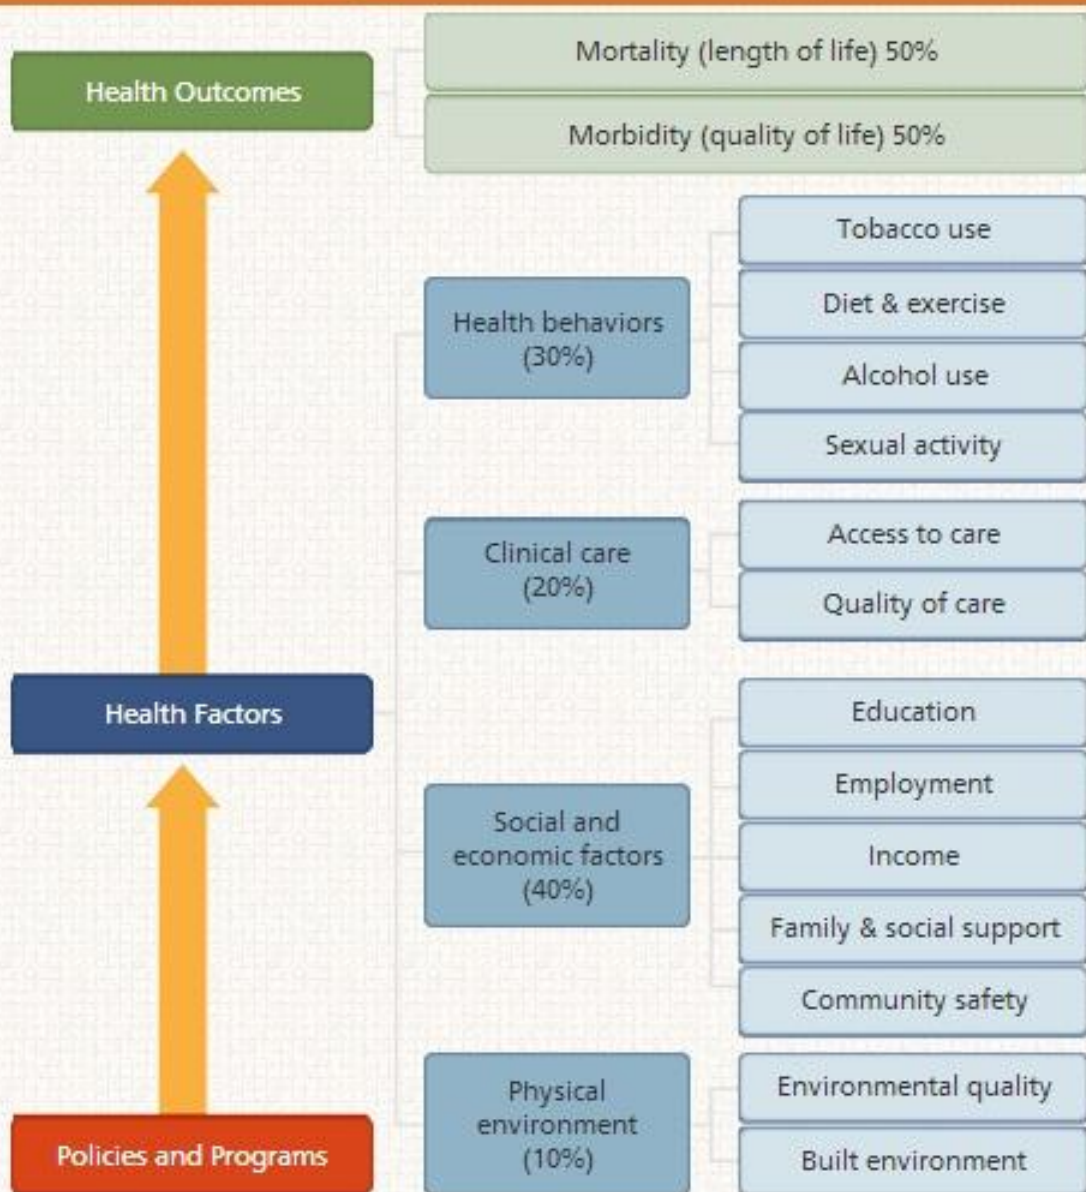 Health Outcomes
Mortality (length of life) 50%
Morbidity (quality of life) 50%
Health behaviors
(30%)
Tobacco use
Diet & exercise
Alcohol use
Sexual activity
Clinical care
(20%)
Access to care
Quality of care
Health Factors
Social and
economic factors
(40%)
Education
Employment
Income
Family & social support
Community safety
Physical
environment
(10%)
Environmental quality
Built environment
Policies and Programs